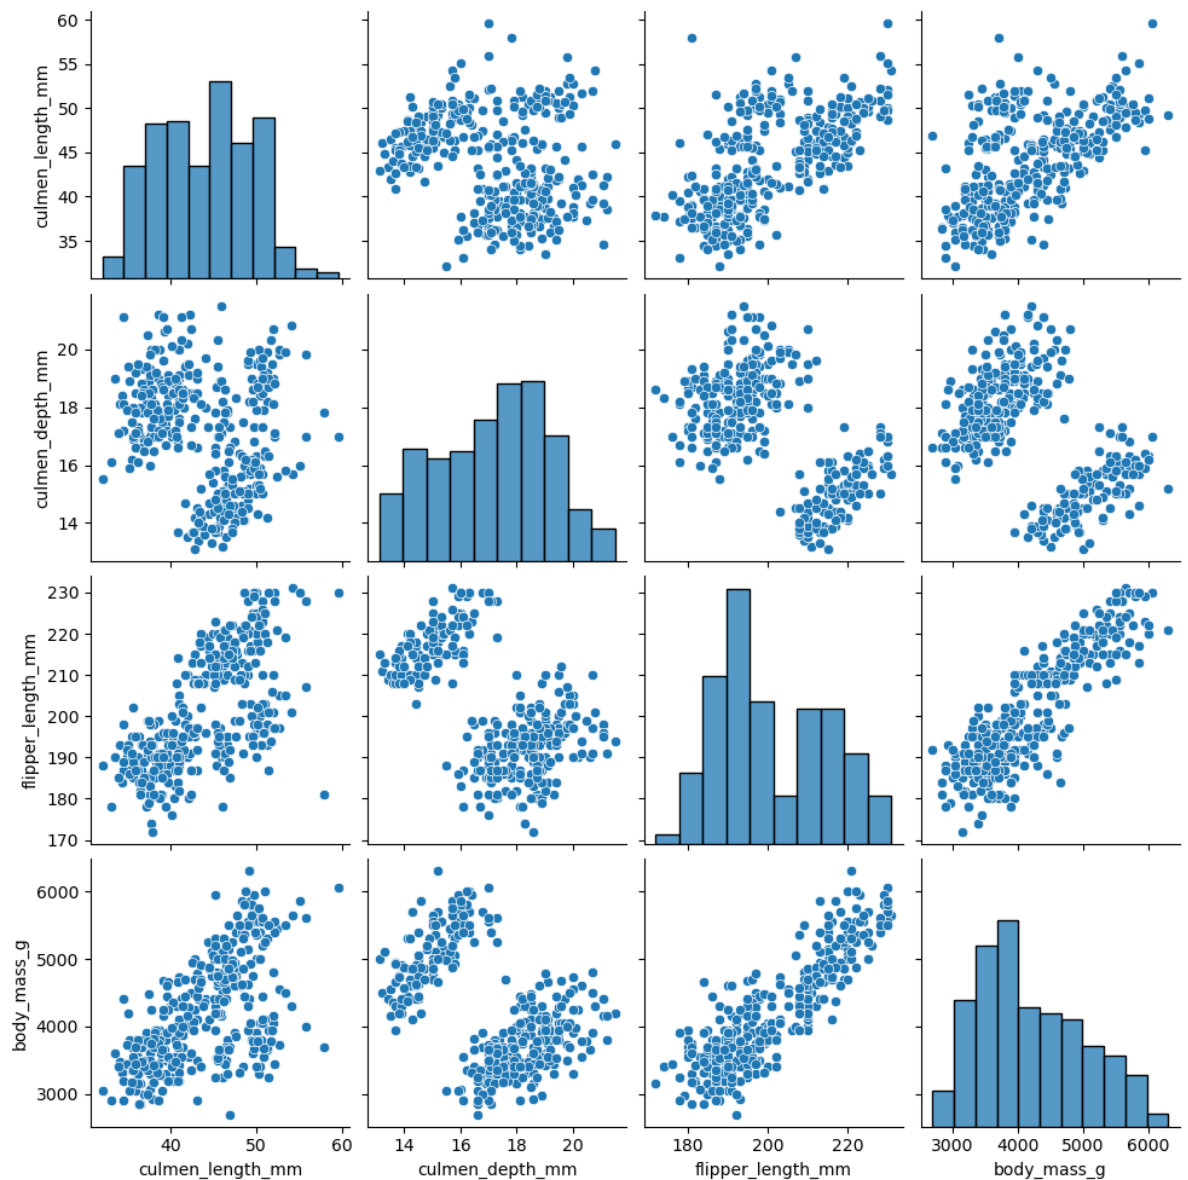 60
55
50
45
40
35
culmen_length_mm
20
18
16
14
culmen_depth_mm
230
220
210
200
190
180
170
flipper_length_mm
6000
5000
4000
3000
body_mass_g
40 50 60
14 16 18 20
180 200 220
3000 4000 5000 6000
culmen_length_mm
culmen_depth_mm
flipper_length_mm
body_mass_g